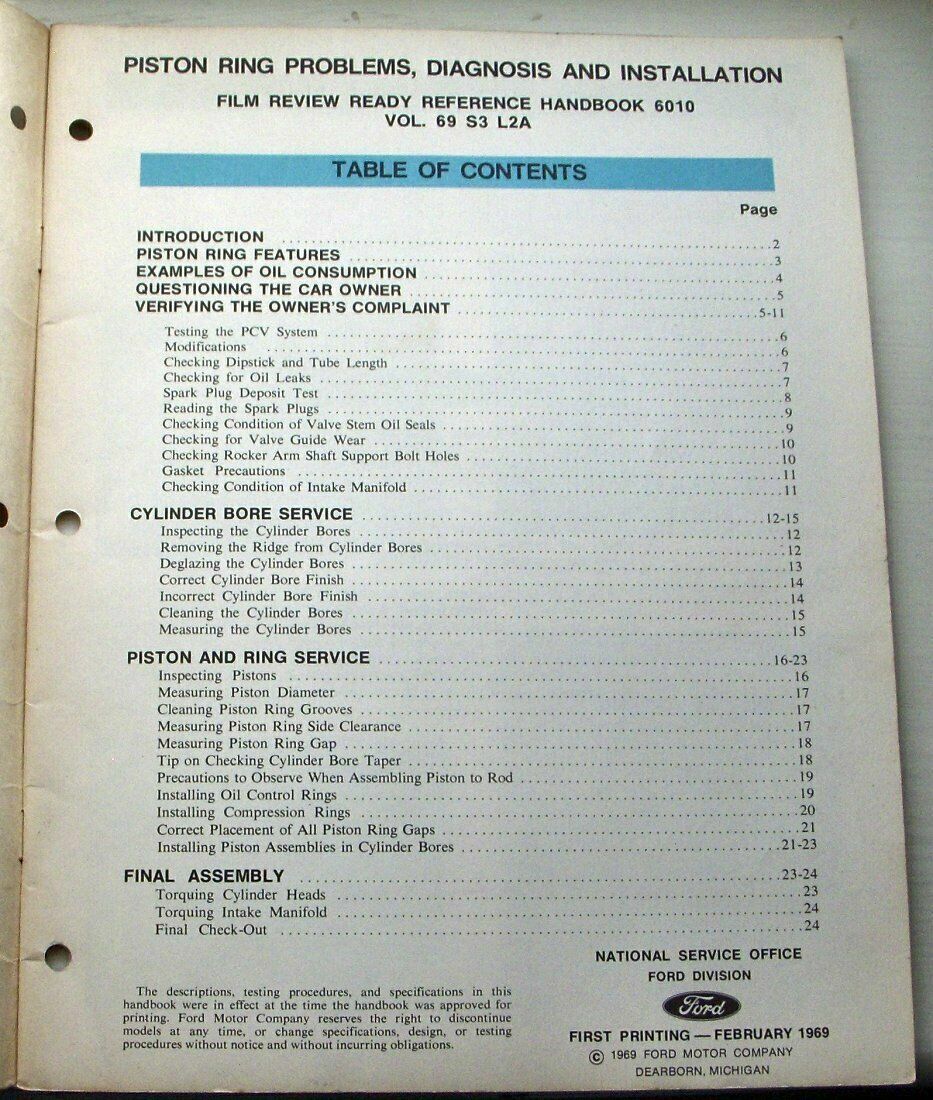 PISTON RING PROBLEMS, DIAGNOSIS AND INSTALLATION
FILM REVIEW READY REFERENCE HANDBOOK 6010
VOL. 69 S3 L2A
TABLE OF CONTENTS
Page
INTRODUCTION ........ 2
PISTON RING FEATURES ........ 3
EXAMPLES OF OIL CONSUMPTION ........ 4
QUESTIONING THE CAR OWNER ........ 5
VERIFYING THE OWNER'S COMPLAINT ........ 5-11
Testing the PCV System ........ 6
Modifications ........ 6
Checking Dipstick and Tube Length ........ 7
Checking for Oil Leaks ........ 7
Spark Plug Deposit Test ........ 8
Reading the Spark Plugs ........ 9
Checking Condition of Valve Stem Oil Seals ........ 9
Checking for Valve Guide Wear ........ 10
Checking Rocker Arm Shaft Support Bolt Holes ........ 10
Gasket Precautions ........ 11
Checking Condition of Intake Manifold ........ 11
CYLINDER BORE SERVICE ........ 12-15
Inspecting the Cylinder Bores ........ 12
Removing the Ridge from Cylinder Bores ........ 12
Deglazing the Cylinder Bores ........ 13
Correct Cylinder Bore Finish ........ 14
Incorrect Cylinder Bore Finish ........ 14
Cleaning the Cylinder Bores ........ 15
Measuring the Cylinder Bores ........ 15
PISTON AND RING SERVICE ........ 16-23
Inspecting Pistons ........ 16
Measuring Piston Diameter ........ 17
Cleaning Piston Ring Grooves ........ 17
Measuring Piston Ring Side Clearance ........ 17
Measuring Piston Ring Gap ........ 18
Tip on Checking Cylinder Bore Taper ........ 18
Precautions to Observe When Assembling Piston to Rod ........ 19
Installing Oil Control Rings ........ 19
Installing Compression Rings ........ 20
Correct Placement of All Piston Ring Gaps ........ 21
Installing Piston Assemblies in Cylinder Bores ........ 21-23
FINAL ASSEMBLY ........ 23-24
Torquing Cylinder Heads ........ 23
Torquing Intake Manifold ........ 24
Final Check-Out ........ 24
The descriptions, testing procedures, and specifications in this
handbook were in effect at the time the handbook was approved for
printing. Ford Motor Company reserves the right to discontinue
models at any time, or change specifications, design, or testing
procedures without notice and without incurring obligations.
NATIONAL SERVICE OFFICE
FORD DIVISION
Ford
FIRST PRINTING — FEBRUARY 1969
© 1969 FORD MOTOR COMPANY
DEARBORN, MICHIGAN